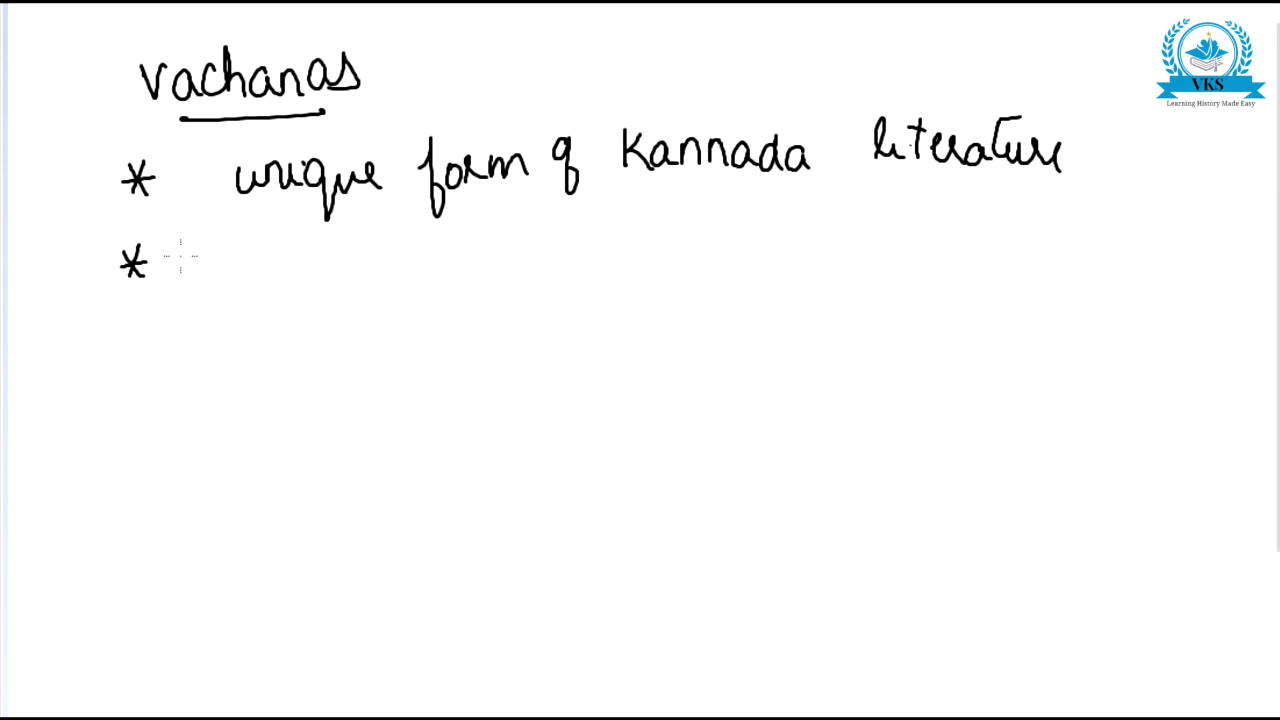 Vachanas
* unique form of Kannada literature
*
VKS
Learning History Made Easy